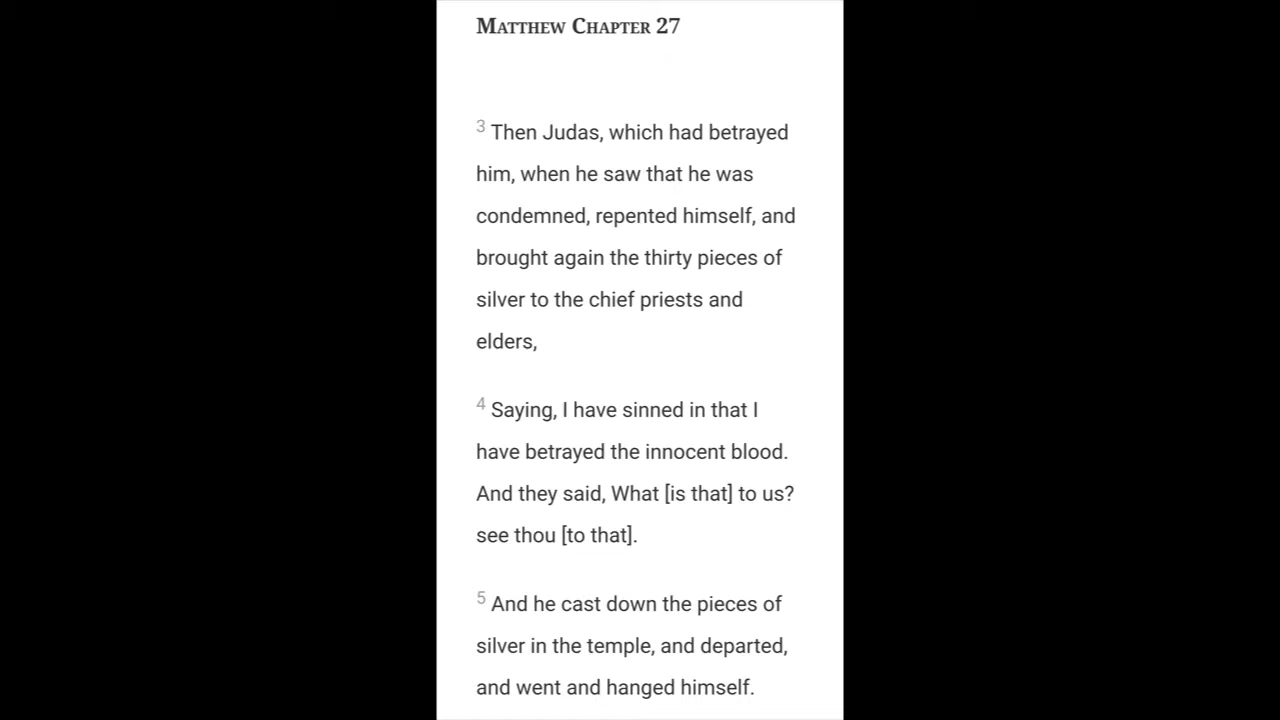 Matthew Chapter 27
3 Then Judas, which had betrayed
him, when he saw that he was
condemned, repented himself, and
brought again the thirty pieces of
silver to the chief priests and
elders,
4 Saying, I have sinned in that I
have betrayed the innocent blood.
And they said, What [is that] to us?
see thou [to that].
5 And he cast down the pieces of
silver in the temple, and departed,
and went and hanged himself.